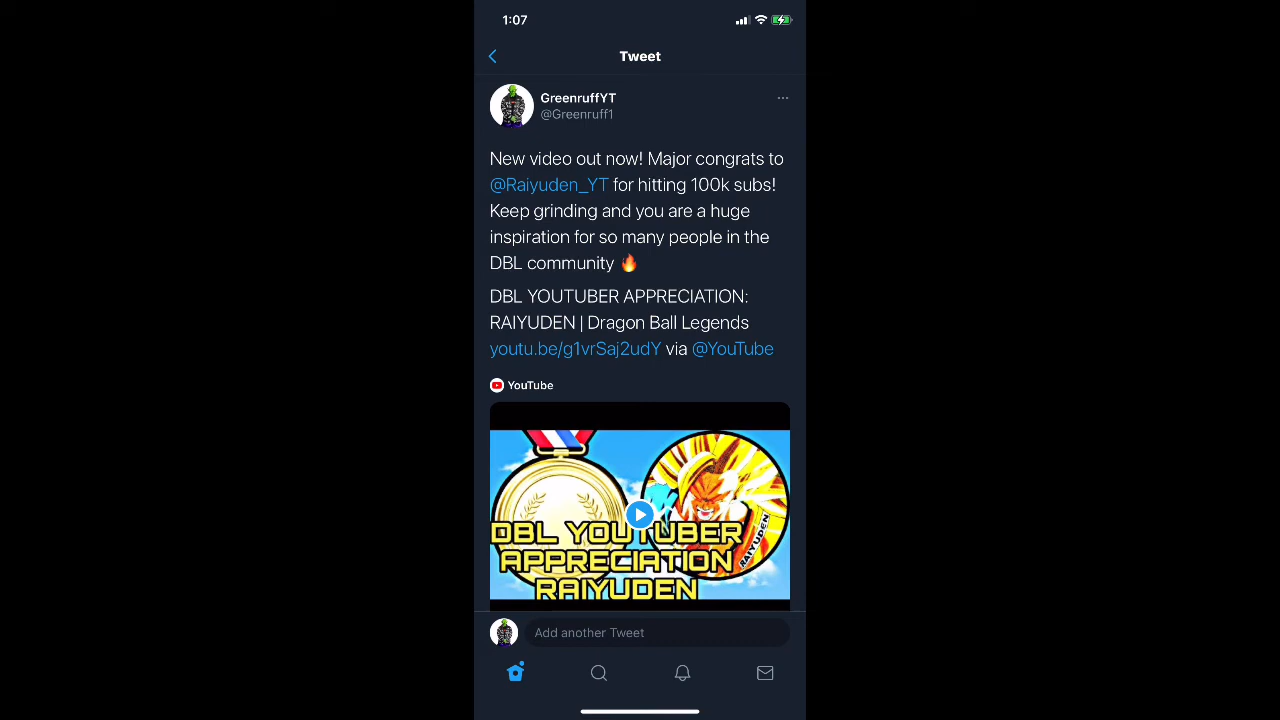 1:07
Tweet
GreenruffYT
@Greenruff1
New video out now! Major congrats to
@Raiyuden_YT for hitting 100k subs!
Keep grinding and you are a huge
inspiration for so many people in the
DBL community 🔥
DBL YOUTUBER APPRECIATION:
RAIYUDEN | Dragon Ball Legends
youtu.be/g1vrSaj2udY via @YouTube
YouTube
DBL YOUTUBER
APPRECIATION
RAIYUDEN
RAIYUDEN
Add another Tweet